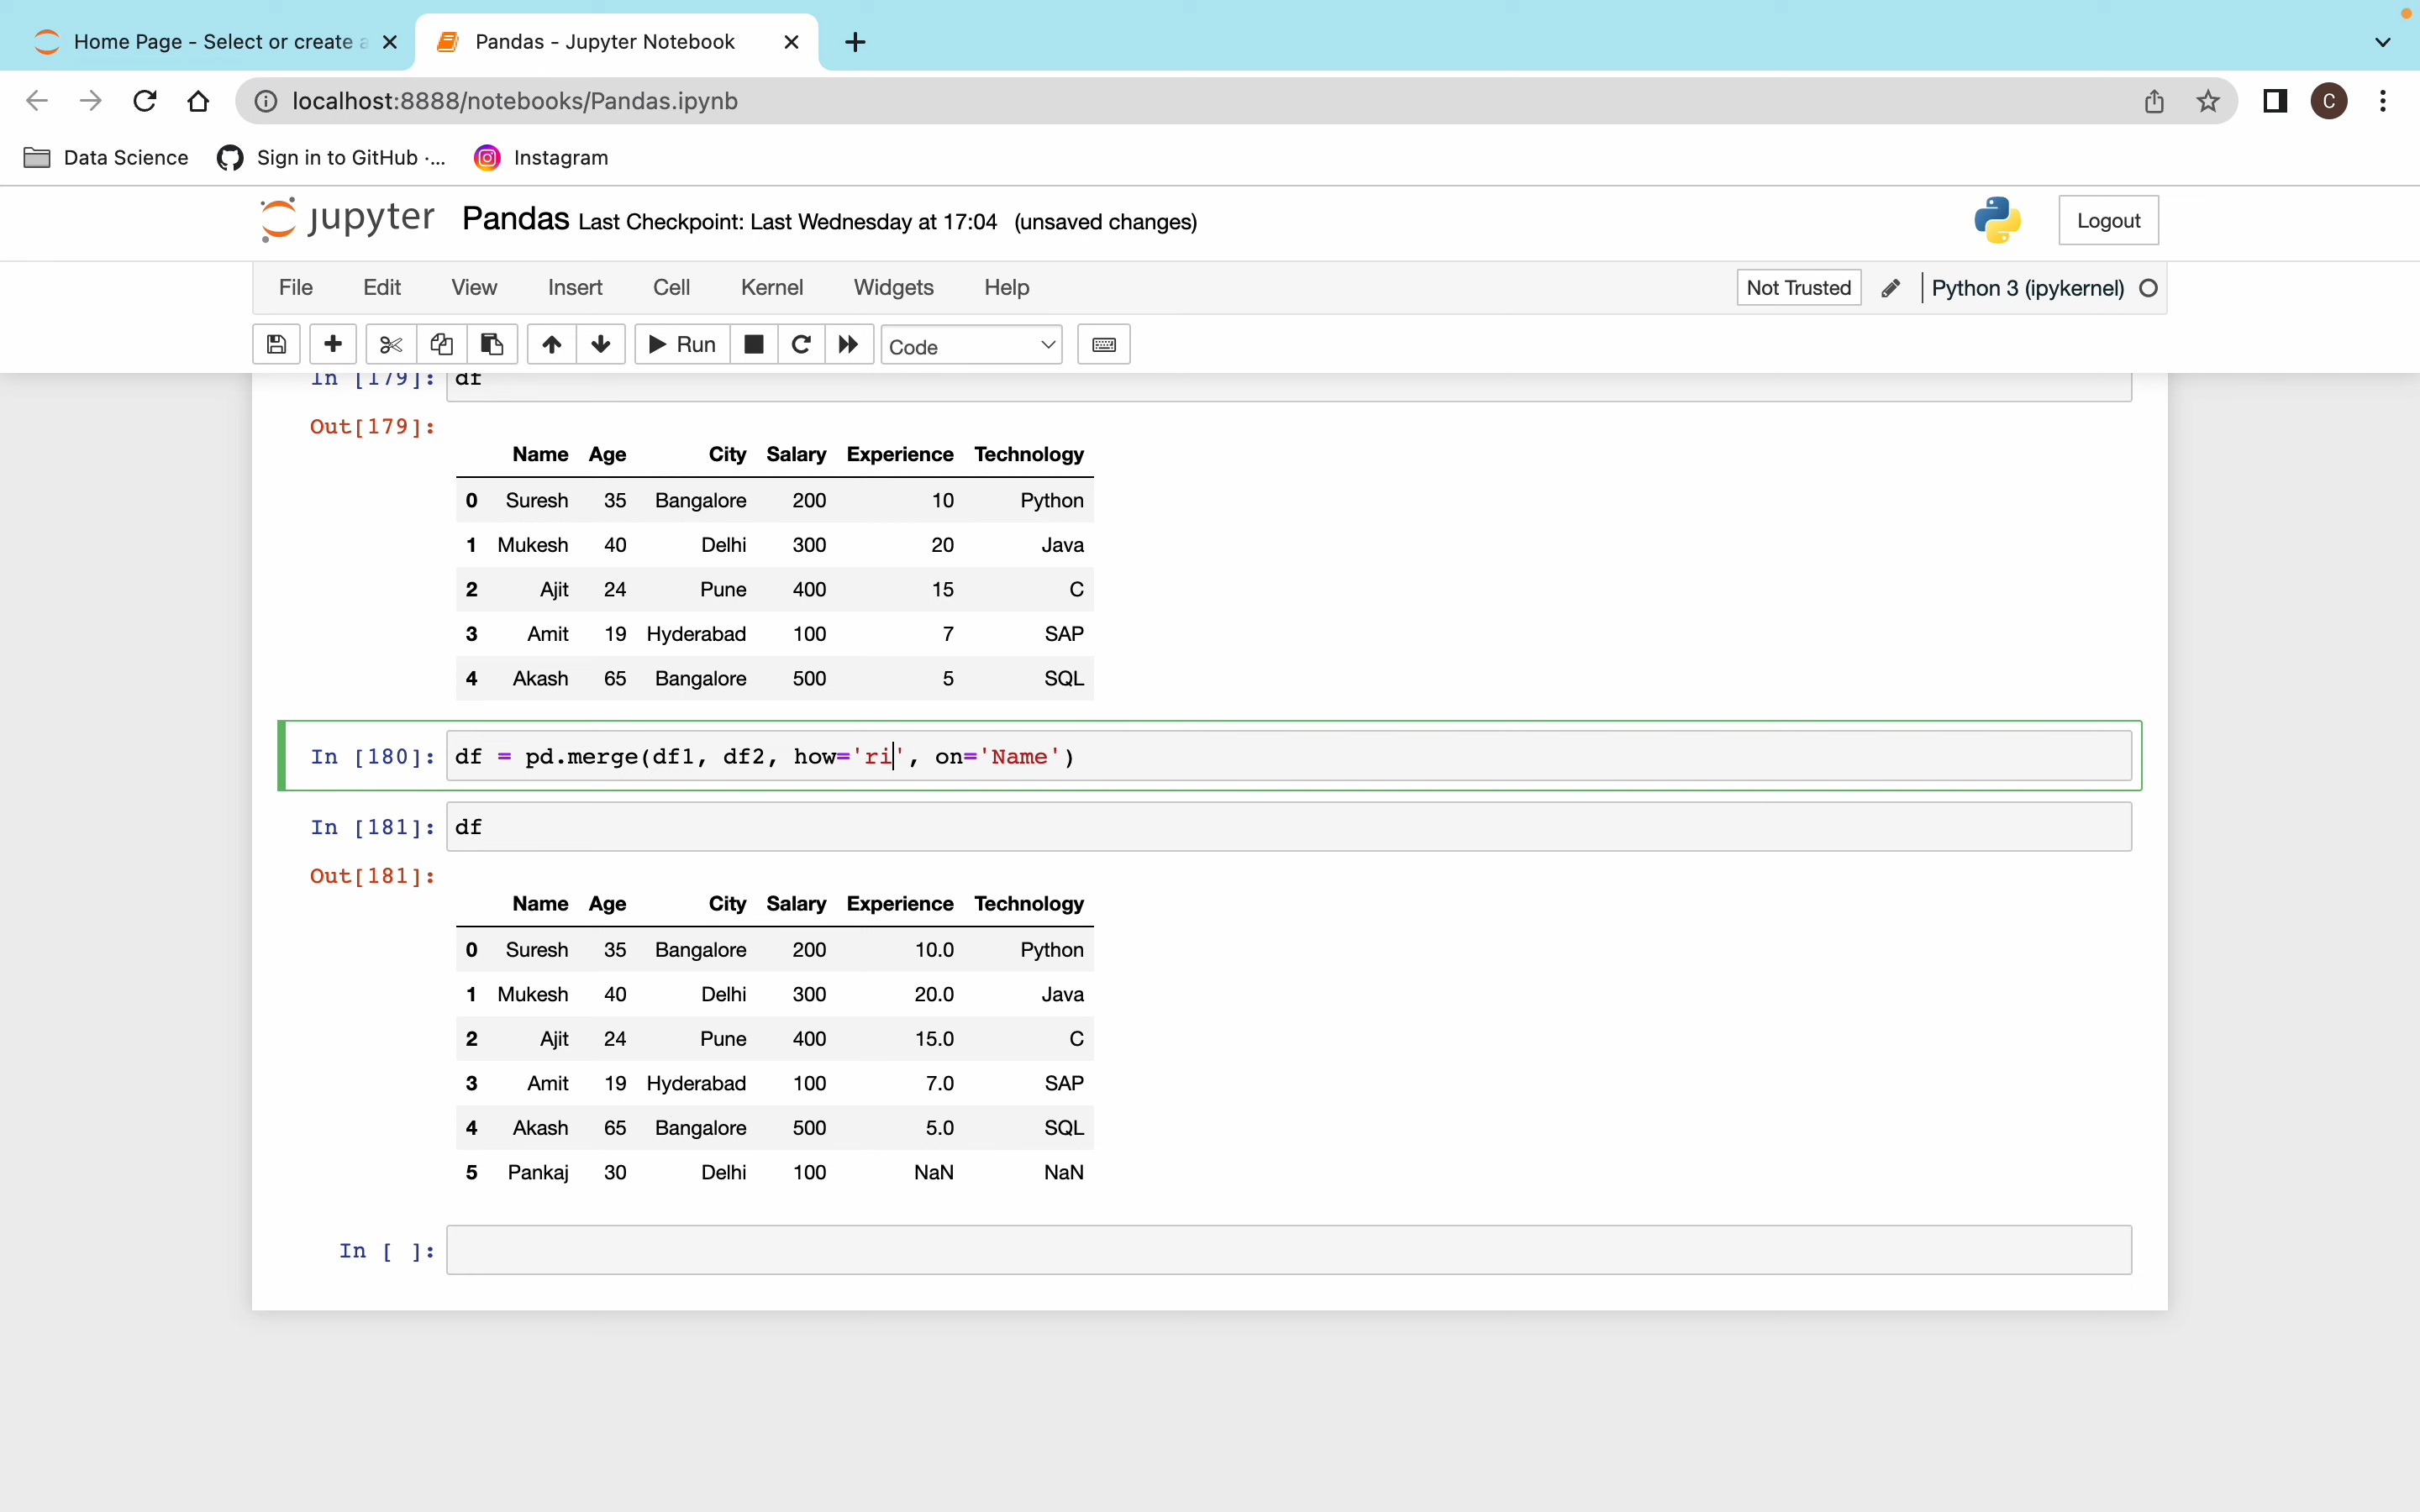 Home Page - Select or create a
Pandas - Jupyter Notebook
localhost:8888/notebooks/Pandas.ipynb
C
Data Science
Sign in to GitHub ·...
Instagram
jupyter
Pandas Last Checkpoint: Last Wednesday at 17:04 (unsaved changes)
Logout
File Edit View Insert Cell Kernel Widgets Help
Not Trusted
Python 3 (ipykernel)
Run
Code
In [179]: df
Out[179]:
Name Age City Salary Experience Technology
0 Suresh 35 Bangalore 200 10 Python
1 Mukesh 40 Delhi 300 20 Java
2 Ajit 24 Pune 400 15 C
3 Amit 19 Hyderabad 100 7 SAP
4 Akash 65 Bangalore 500 5 SQL
In [180]: df = pd.merge(df1, df2, how='ri', on='Name')
In [181]: df
Out[181]:
Name Age City Salary Experience Technology
0 Suresh 35 Bangalore 200 10.0 Python
1 Mukesh 40 Delhi 300 20.0 Java
2 Ajit 24 Pune 400 15.0 C
3 Amit 19 Hyderabad 100 7.0 SAP
4 Akash 65 Bangalore 500 5.0 SQL
5 Pankaj 30 Delhi 100 NaN NaN
In [ ]: